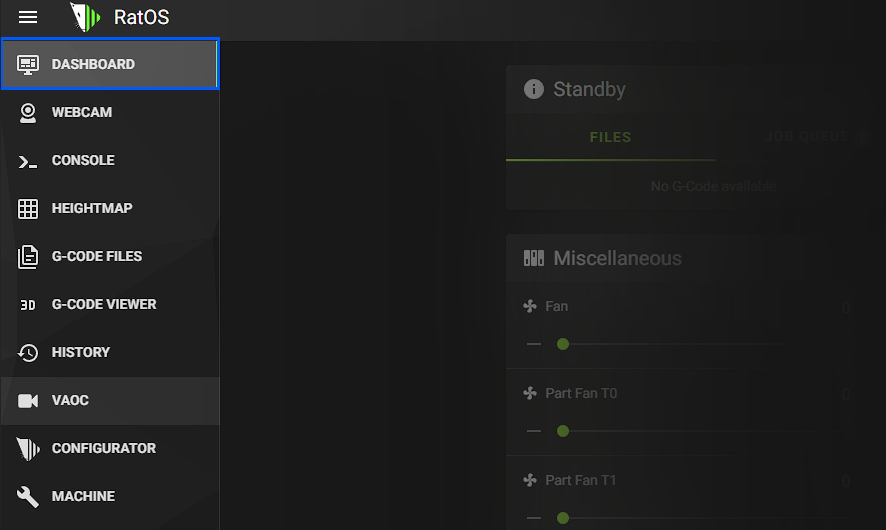 RatOS
DASHBOARD
WEBCAM
CONSOLE
HEIGHTMAP
G-CODE FILES
3D G-CODE VIEWER
HISTORY
VAOC
CONFIGURATOR
MACHINE
Standby
FILES JOB QUEUE
No G-Code available
Miscellaneous
Fan 0
Part Fan T0 0
Part Fan T1 0